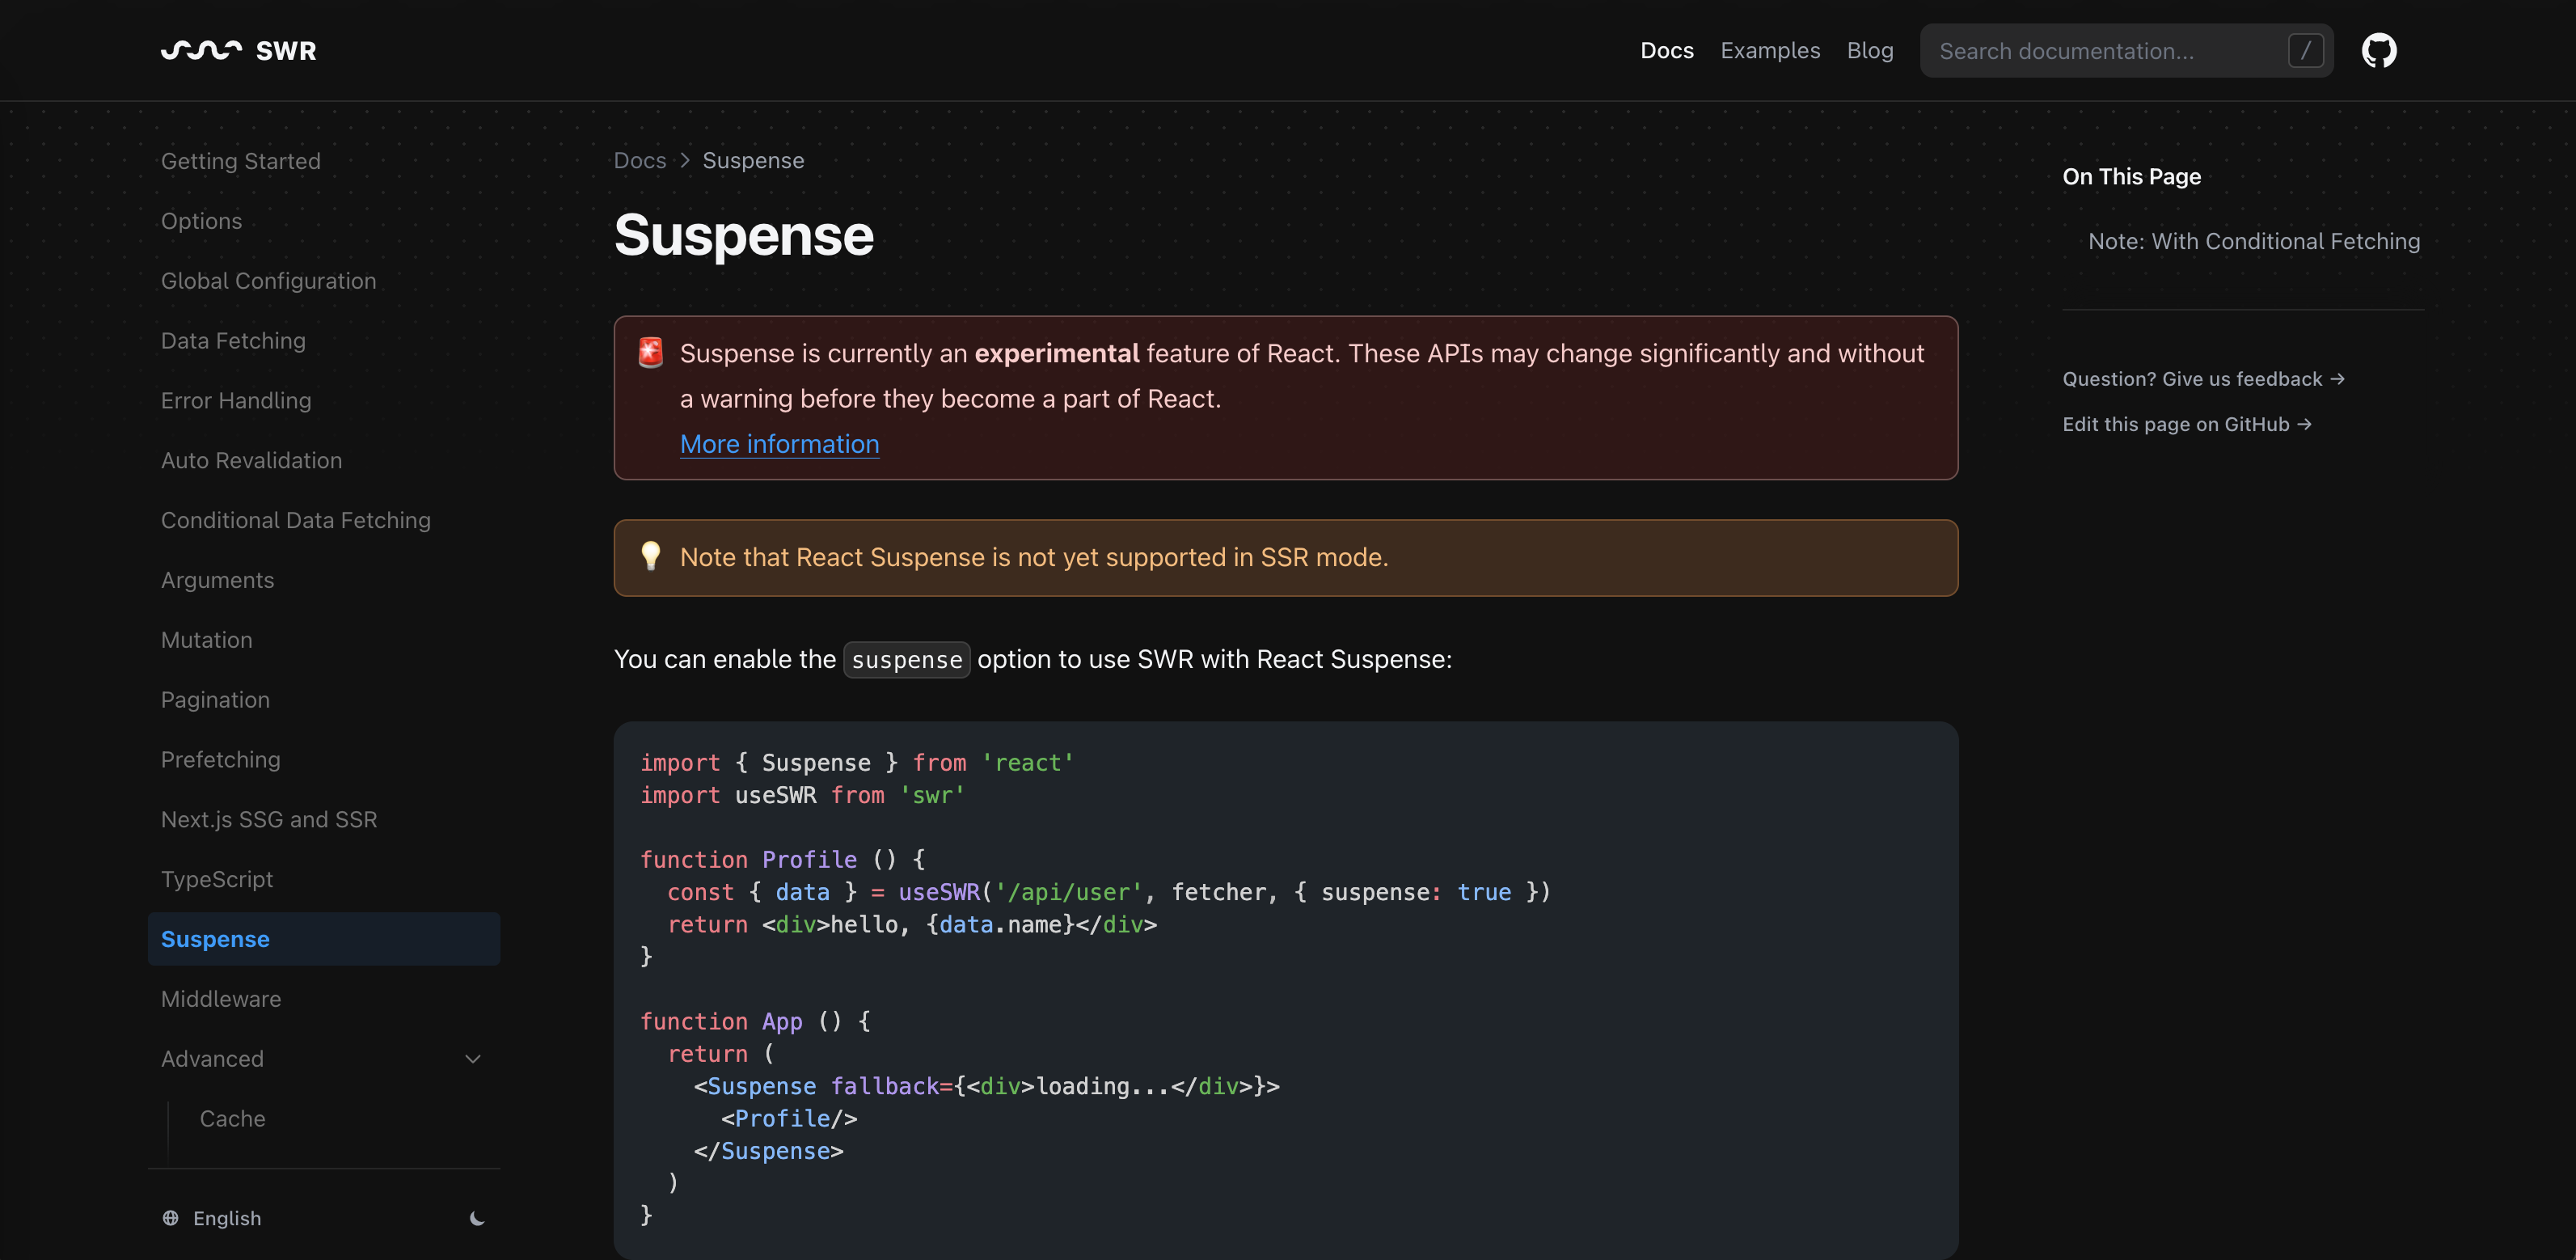 SWR
Docs
Examples
Blog
Search documentation...
/
Getting Started
Options
Global Configuration
Data Fetching
Error Handling
Auto Revalidation
Conditional Data Fetching
Arguments
Mutation
Pagination
Prefetching
Next.js SSG and SSR
TypeScript
Suspense
Middleware
Advanced
Cache
English
Docs > Suspense
Suspense
Suspense is currently an experimental feature of React. These APIs may change significantly and without
a warning before they become a part of React.
More information
Note that React Suspense is not yet supported in SSR mode.
You can enable the suspense option to use SWR with React Suspense:
import { Suspense } from 'react'
import useSWR from 'swr'
function Profile () {
  const { data } = useSWR('/api/user', fetcher, { suspense: true })
  return <div>hello, {data.name}</div>
}
function App () {
  return (
    <Suspense fallback={<div>loading...</div>}>
      <Profile/>
    </Suspense>
  )
}
On This Page
Note: With Conditional Fetching
Question? Give us feedback →
Edit this page on GitHub →